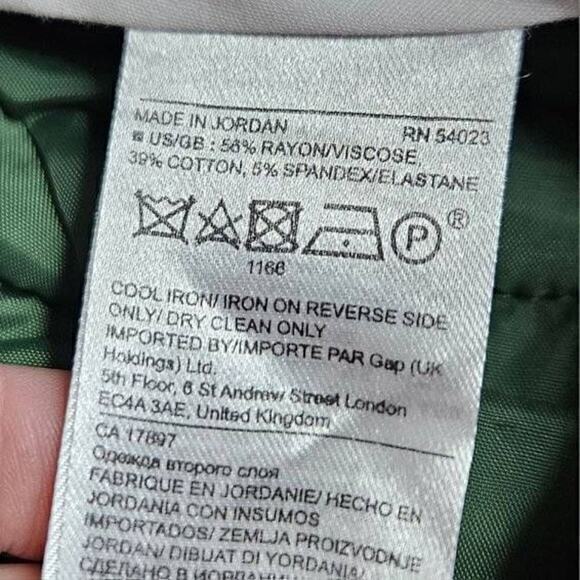 MADE IN JORDAN RN 54023
US/GB : 56% RAYON/VISCOSE,
39% COTTON, 5% SPANDEX/ELASTANE
P ®
1166
COOL IRON/ IRON ON REVERSE SIDE
ONLY/ DRY CLEAN ONLY
IMPORTED BY/IMPORTE PAR Gap (UK
Holdings) Ltd.
5th Floor, 6 St Andrew Street London
EC4A 3AE, United Kingdom
CA 17897
Одежда второго слоя
FABRIQUE EN JORDANIE/ HECHO EN
JORDANIA CON INSUMOS
IMPORTADOS/ ZEMLJA PROIZVODNJE
JORDAN/ DIBUAT DI YORDANIA/
СДЕЛАНО В